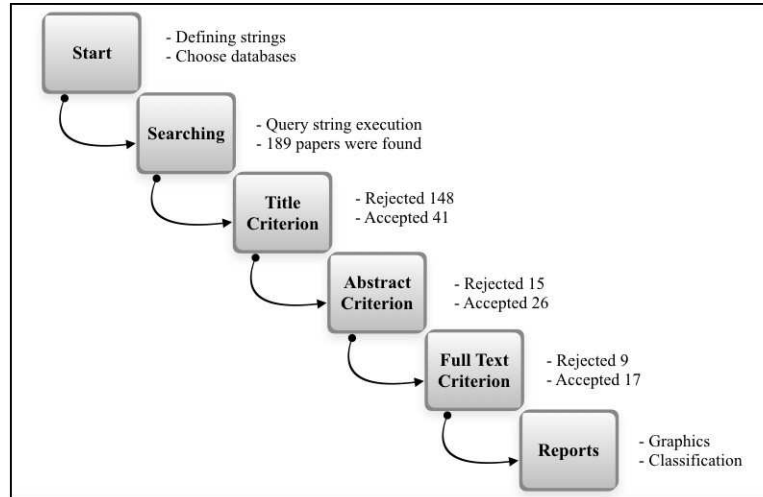 Start
- Defining strings
- Choose databases
Searching
- Query string execution
- 189 papers were found
Title
Criterion
- Rejected 148
- Accepted 41
Abstract
Criterion
- Rejected 15
- Accepted 26
Full Text
Criterion
- Rejected 9
- Accepted 17
Reports
- Graphics
- Classification